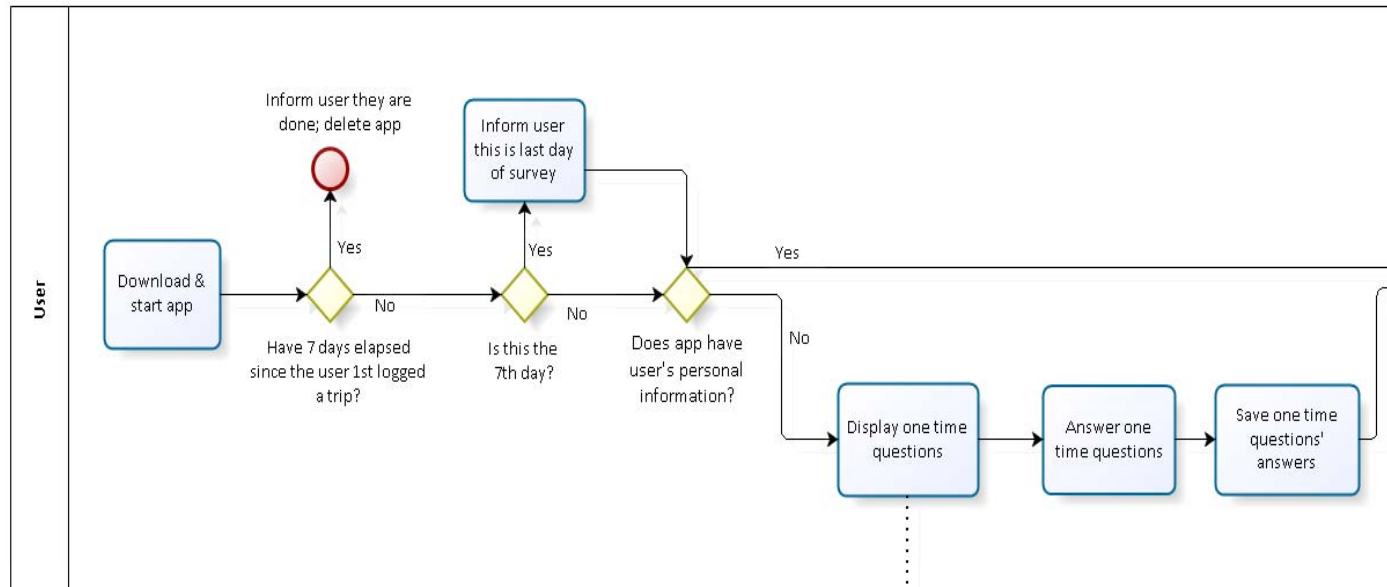 User
Download &
start app
Inform user they are
done; delete app
Yes
No
Have 7 days elapsed
since the user 1st logged
a trip?
Inform user
this is last day
of survey
Yes
No
Is this the
7th day?
Does app have
user's personal
information?
Yes
No
Display one time
questions
Answer one
time questions
Save one time
questions'
answers